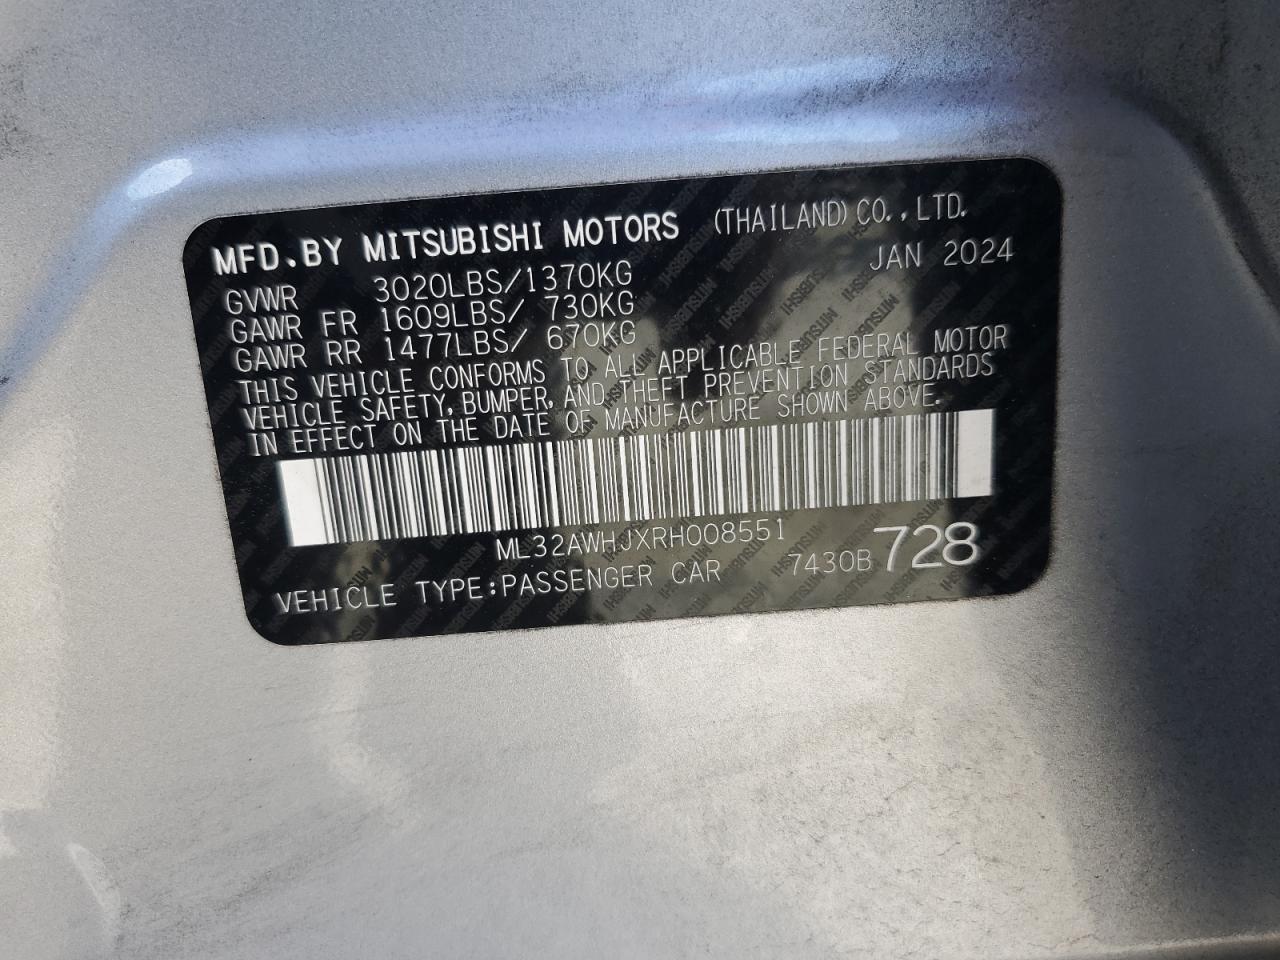 MFD.BY MITSUBISHI MOTORS (THAILAND) CO., LTD.
JAN 2024
GVWR 3020LBS/1370KG
GAWR FR 1609LBS/ 730KG
GAWR RR 1477LBS/ 670KG
THIS VEHICLE CONFORMS TO ALL APPLICABLE FEDERAL MOTOR
VEHICLE SAFETY, BUMPER, AND THEFT PREVENTION STANDARDS
IN EFFECT ON THE DATE OF MANUFACTURE SHOWN ABOVE.
ML32AWHJXRH008551
VEHICLE TYPE:PASSENGER CAR 7430B 728